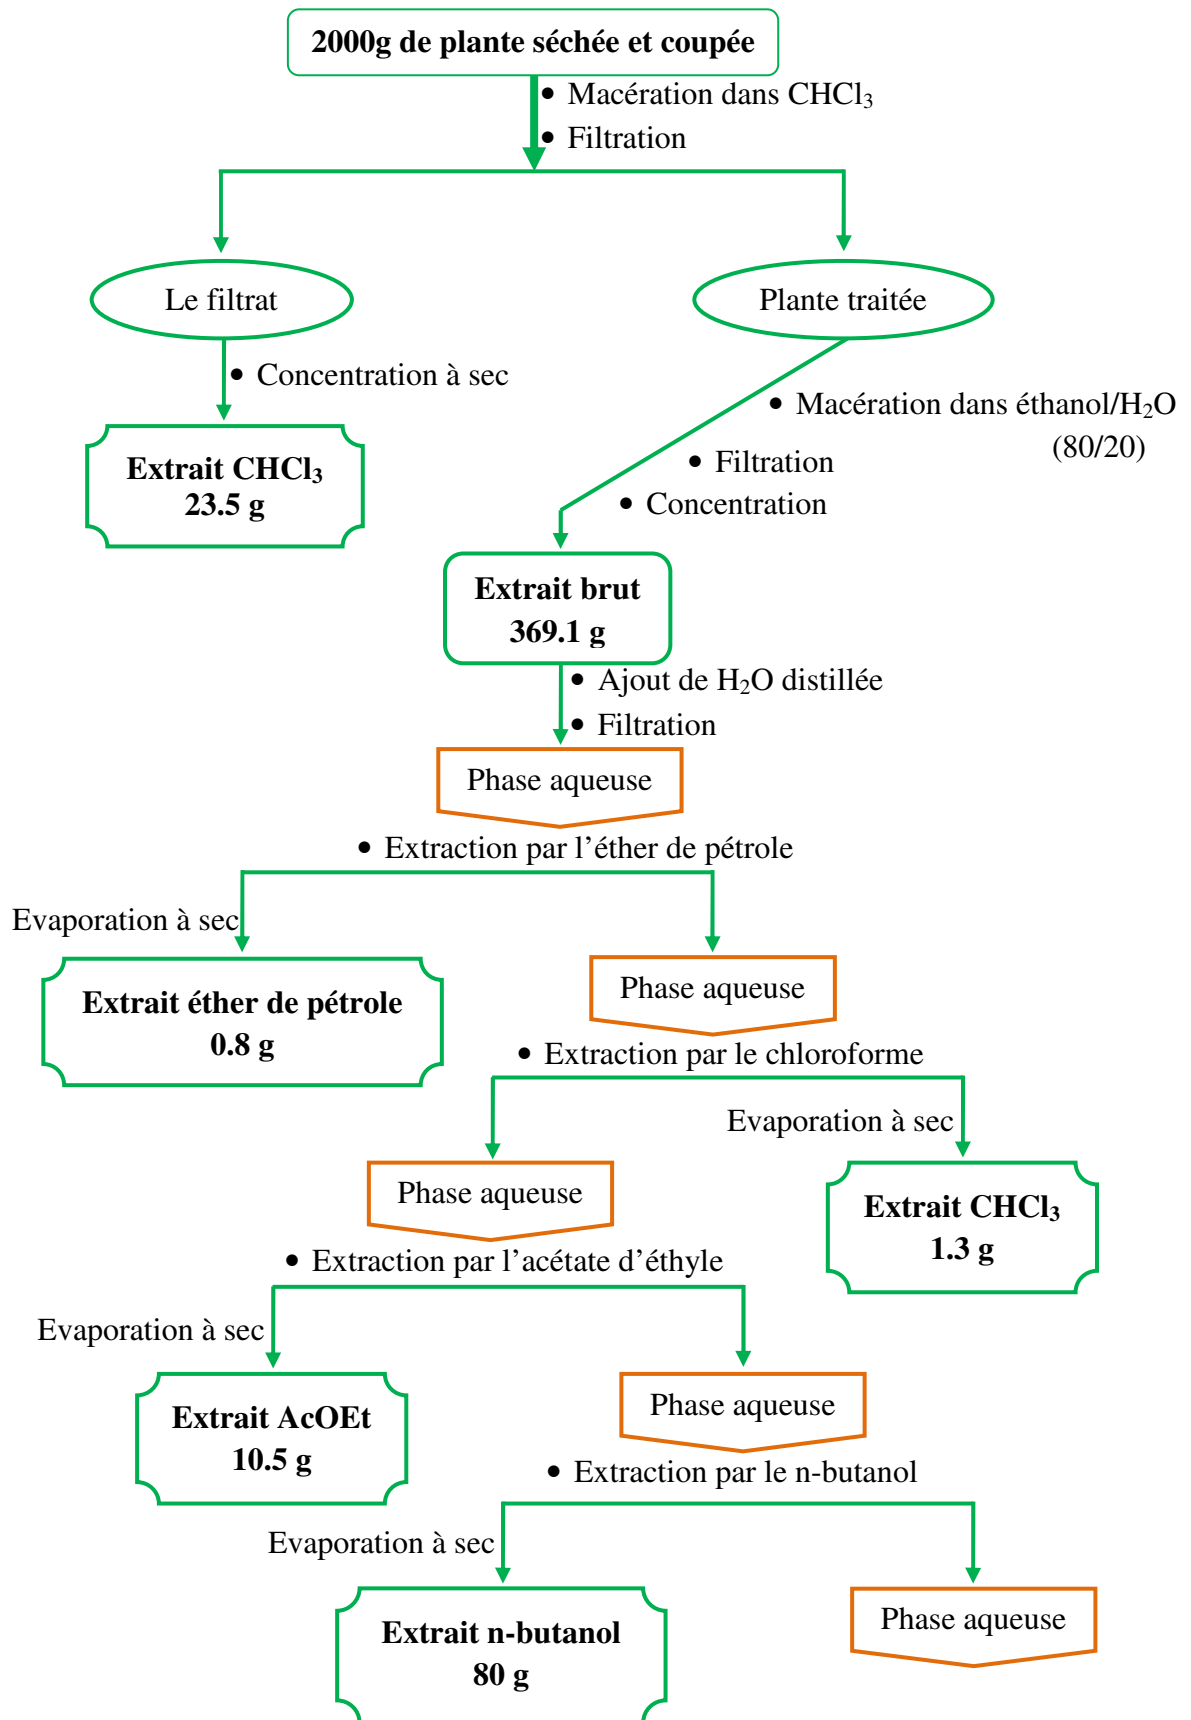 2000g de plante séchée et coupée
• Macération dans CHCl₃
• Filtration
Le filtrat
Plante traitée
• Concentration à sec
• Macération dans éthanol/H₂O
(80/20)
• Filtration
• Concentration
Extrait CHCl₃
23.5 g
Extrait brut
369.1 g
• Ajout de H₂O distillée
• Filtration
Phase aqueuse
• Extraction par l’éther de pétrole
Evaporation à sec
Extrait éther de pétrole
0.8 g
Phase aqueuse
• Extraction par le chloroforme
Evaporation à sec
Phase aqueuse
Extrait CHCl₃
1.3 g
• Extraction par l’acétate d’éthyle
Evaporation à sec
Extrait AcOEt
10.5 g
Phase aqueuse
• Extraction par le n-butanol
Evaporation à sec
Extrait n-butanol
80 g
Phase aqueuse